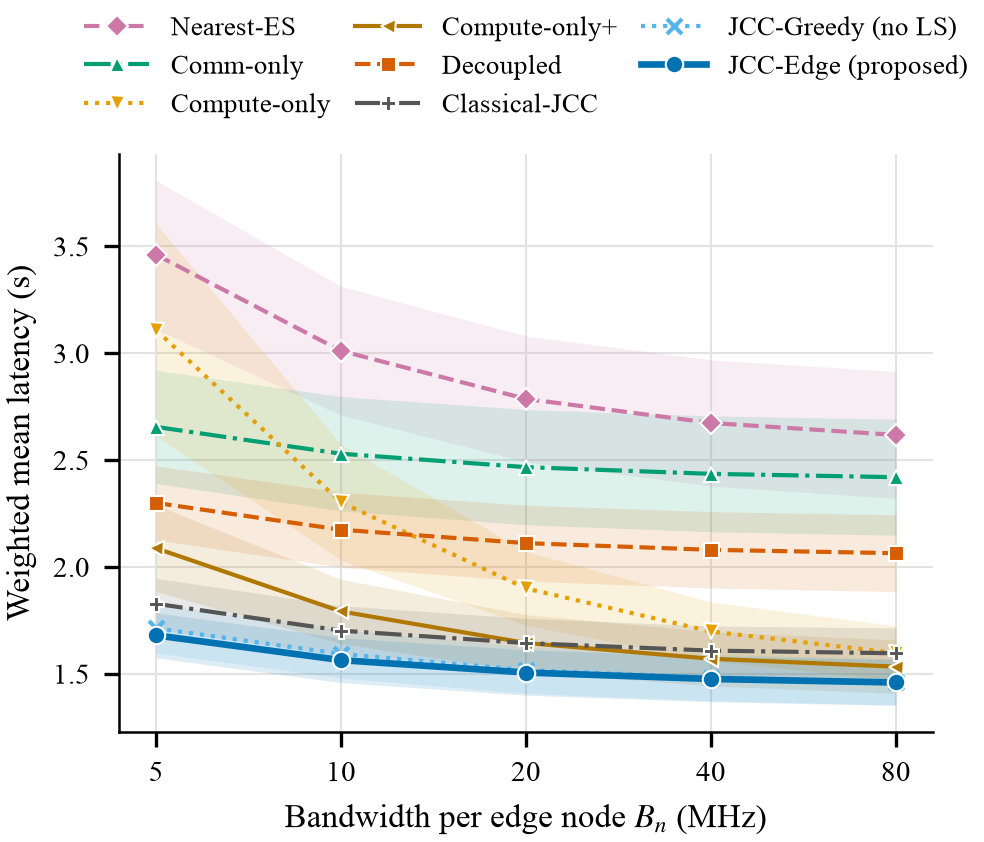 Nearest-ES
Comm-only
Compute-only
Compute-only+
Decoupled
Classical-JCC
JCC-Greedy (no LS)
JCC-Edge (proposed)
Weighted mean latency (s)
3.5
3.0
2.5
2.0
1.5
5 10 20 40 80
Bandwidth per edge node Bₙ (MHz)